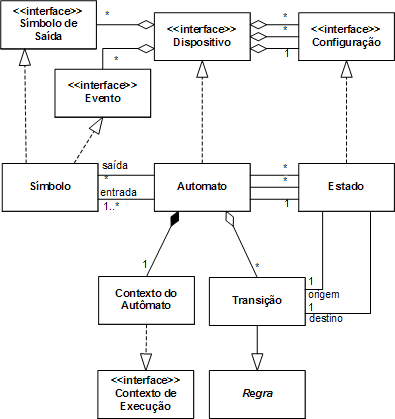 <<interface>>
Símbolo de
Saída
*
<<interface>>
Dispositivo
*
*
1
<<interface>>
Configuração
*
<<interface>>
Evento
Símbolo
saída
*
entrada
1..*
Automato
*
*
1
Estado
1
Contexto do
Autômato
*
Transição
1
origem
1
destino
<<interface>>
Contexto de
Execução
Regra